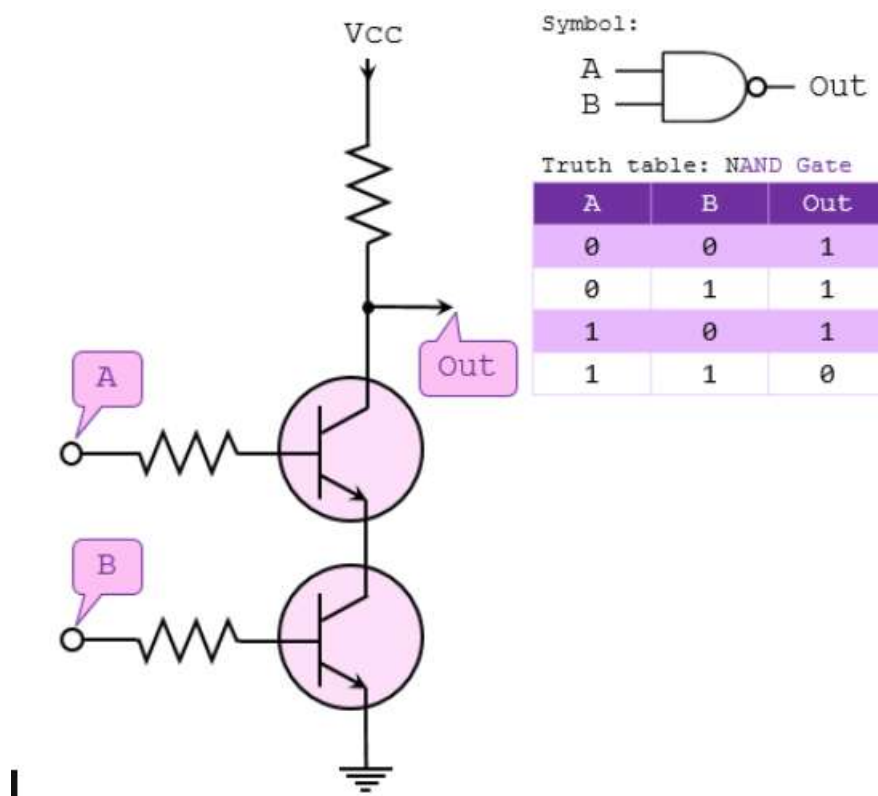 Vcc
Symbol:
A
B
Out
Truth table: NAND Gate
A B Out
0 0 1
0 1 1
1 0 1
1 1 0
Out
A
B